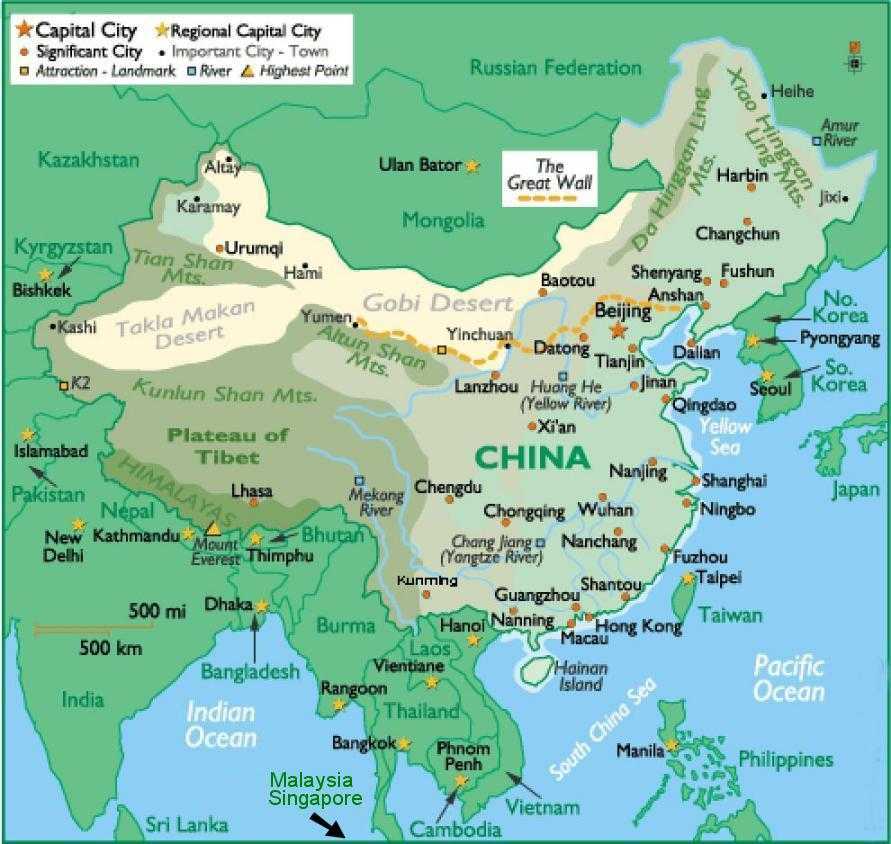 Capital City
Regional Capital City
Significant City
Important City - Town
Attraction - Landmark
River
Highest Point
Russian Federation
Xiao Hinggan
Ling Mts.
Heihe
Amur
River
Da Hinggan Ling
Mts.
Kazakhstan
Altay
Ulan Bator
The
Great Wall
Harbin
Karamay
Mongolia
Jixi
Changchun
Kyrgyzstan
Urumqi
Tian Shan
Mts.
Hami
Bishkek
Baotou
Shenyang
Fushun
Anshan
Gobi Desert
No.
Korea
Takla Makan
Desert
Yumen
Beijing
Kashi
Yinchuan
Datong
Pyongyang
Altun Shan
Mts.
Tianjin
Dalian
So.
Korea
K2
Kunlun Shan Mts.
Lanzhou
Huang He
(Yellow River)
Jinan
Seoul
Qingdao
Xi'an
Yellow
Sea
Plateau of
Tibet
Islamabad
CHINA
Nanjing
HIMALAYAS
Pakistan
Lhasa
Mekong
River
Chengdu
Shanghai
Japan
Nepal
Chongqing
Wuhan
Ningbo
New
Delhi
Kathmandu
Mount
Everest
Bhutan
Thimphu
Chang Jiang
(Yangtze River)
Nanchang
Fuzhou
Kunming
Taipei
Shantou
Guangzhou
500 mi
500 km
Dhaka
Burma
Hanoi
Nanning
Macau
Hong Kong
Taiwan
Laos
Vientiane
Hainan
Island
Bangladesh
Pacific
Ocean
India
Rangoon
Indian
Ocean
Thailand
South China Sea
Bangkok
Phnom
Penh
Manila
Philippines
Malaysia
Singapore
Vietnam
Sri Lanka
Cambodia